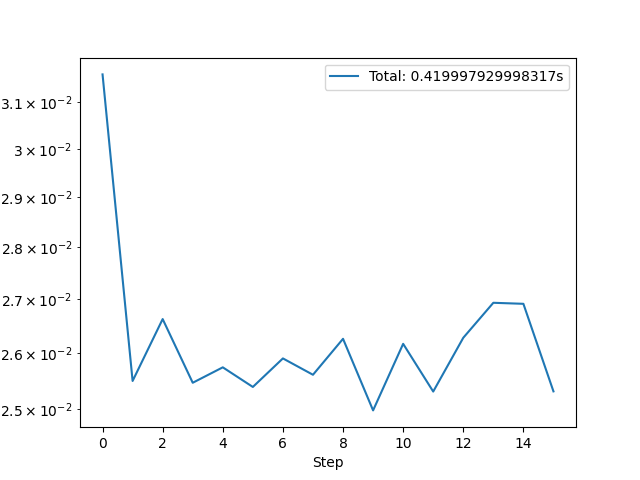 Total: 0.419997929998317s
3.1 × 10⁻²
3 × 10⁻²
2.9 × 10⁻²
2.8 × 10⁻²
2.7 × 10⁻²
2.6 × 10⁻²
2.5 × 10⁻²
0 2 4 6 8 10 12 14
Step